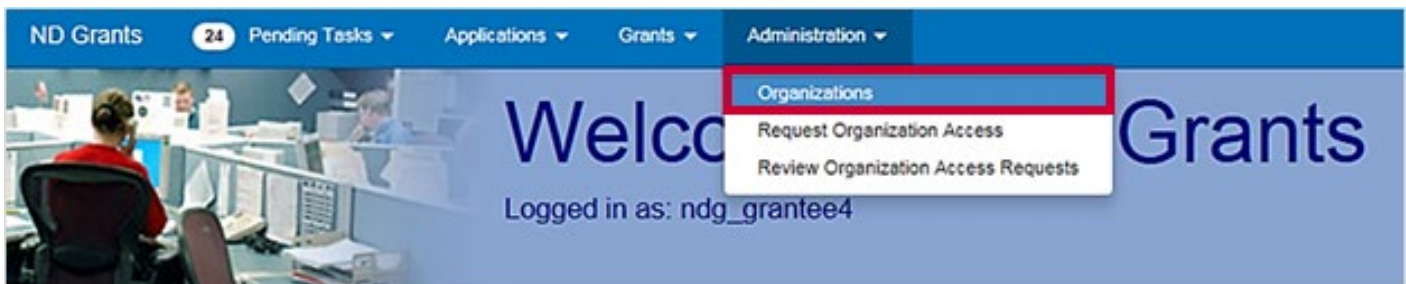 ND Grants 24 Pending Tasks Applications Grants Administration
Organizations
Request Organization Access
Review Organization Access Requests
Welco Grants
Logged in as: ndg_grantee4